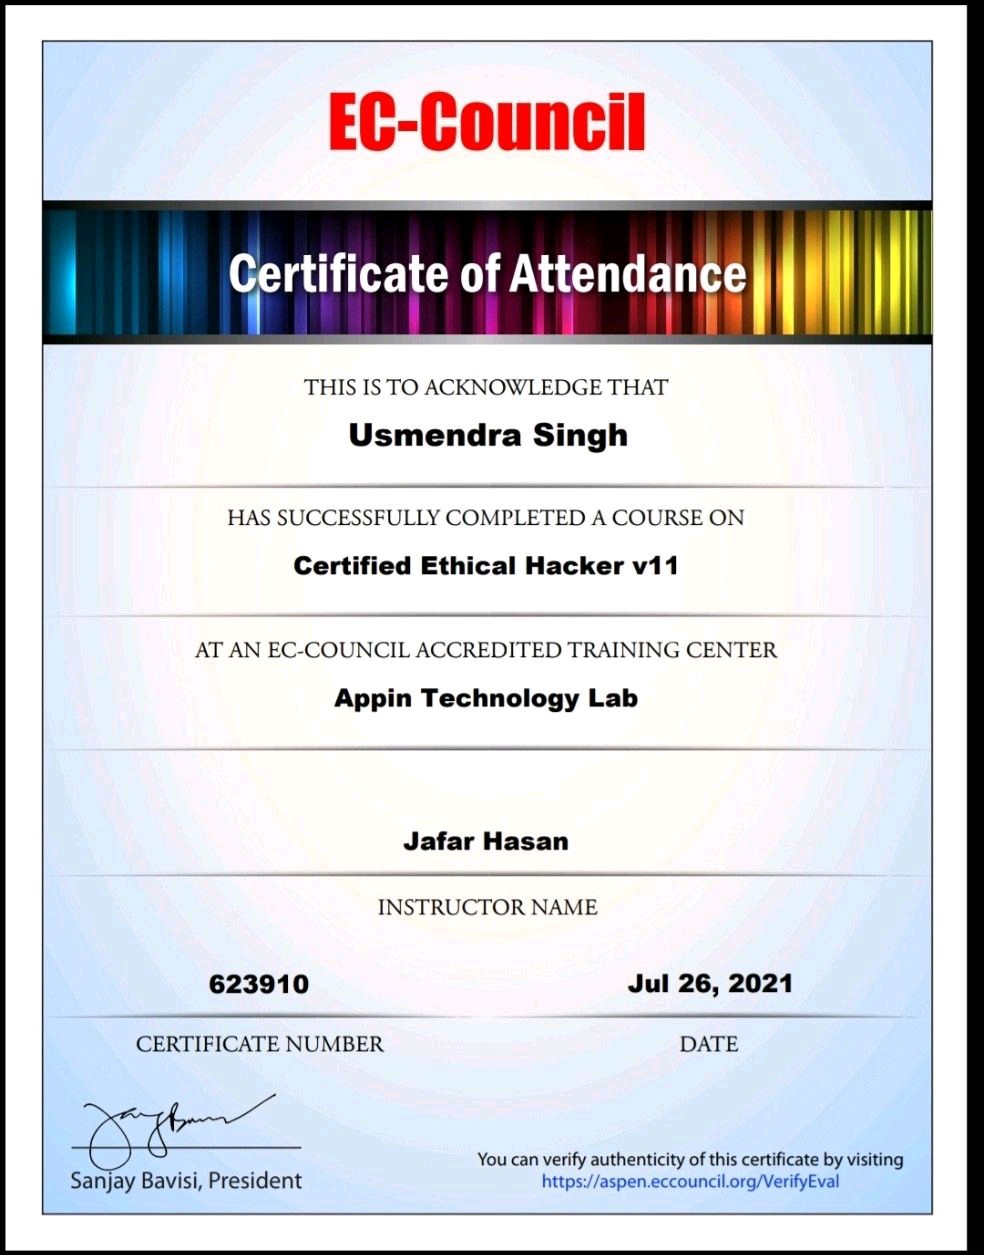 EC-Council
Certificate of Attendance
THIS IS TO ACKNOWLEDGE THAT
Usmendra Singh
HAS SUCCESSFULLY COMPLETED A COURSE ON
Certified Ethical Hacker v11
AT AN EC-COUNCIL ACCREDITED TRAINING CENTER
Appin Technology Lab
Jafar Hasan
INSTRUCTOR NAME
623910
CERTIFICATE NUMBER
Jul 26, 2021
DATE
Sanjay Bavisi, President
You can verify authenticity of this certificate by visiting
https://aspen.eccouncil.org/VerifyEval